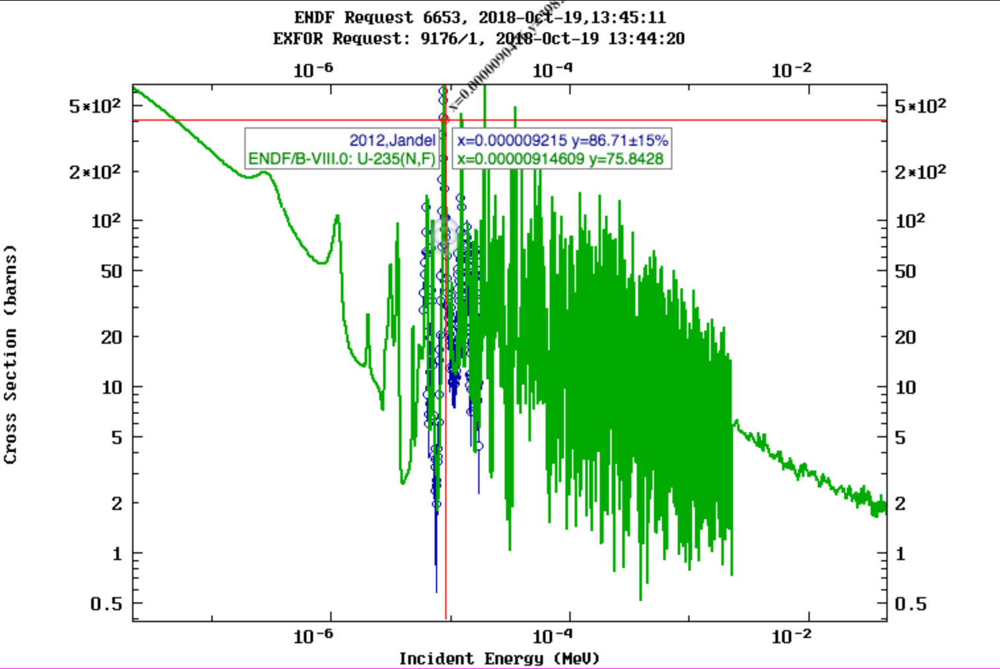 ENDF Request 6653, 2018-Oct-19,13:45:11
EXFOR Request: 9176/1, 2018-Oct-19 13:44:20
10⁻⁶ 10⁻⁴ 10⁻²
5*10² 5*10²
2012,Jandel x=0.000009215 y=86.71±15%
ENDF/B-VIII.0: U-235(N,F) x=0.00000914609 y=75.8428
2*10² 2*10²
10² 10²
50 50
20 20
10 10
5 5
2 2
1 1
0.5 0.5
Cross Section (barns)
10⁻⁶ 10⁻⁴ 10⁻²
Incident Energy (MeV)